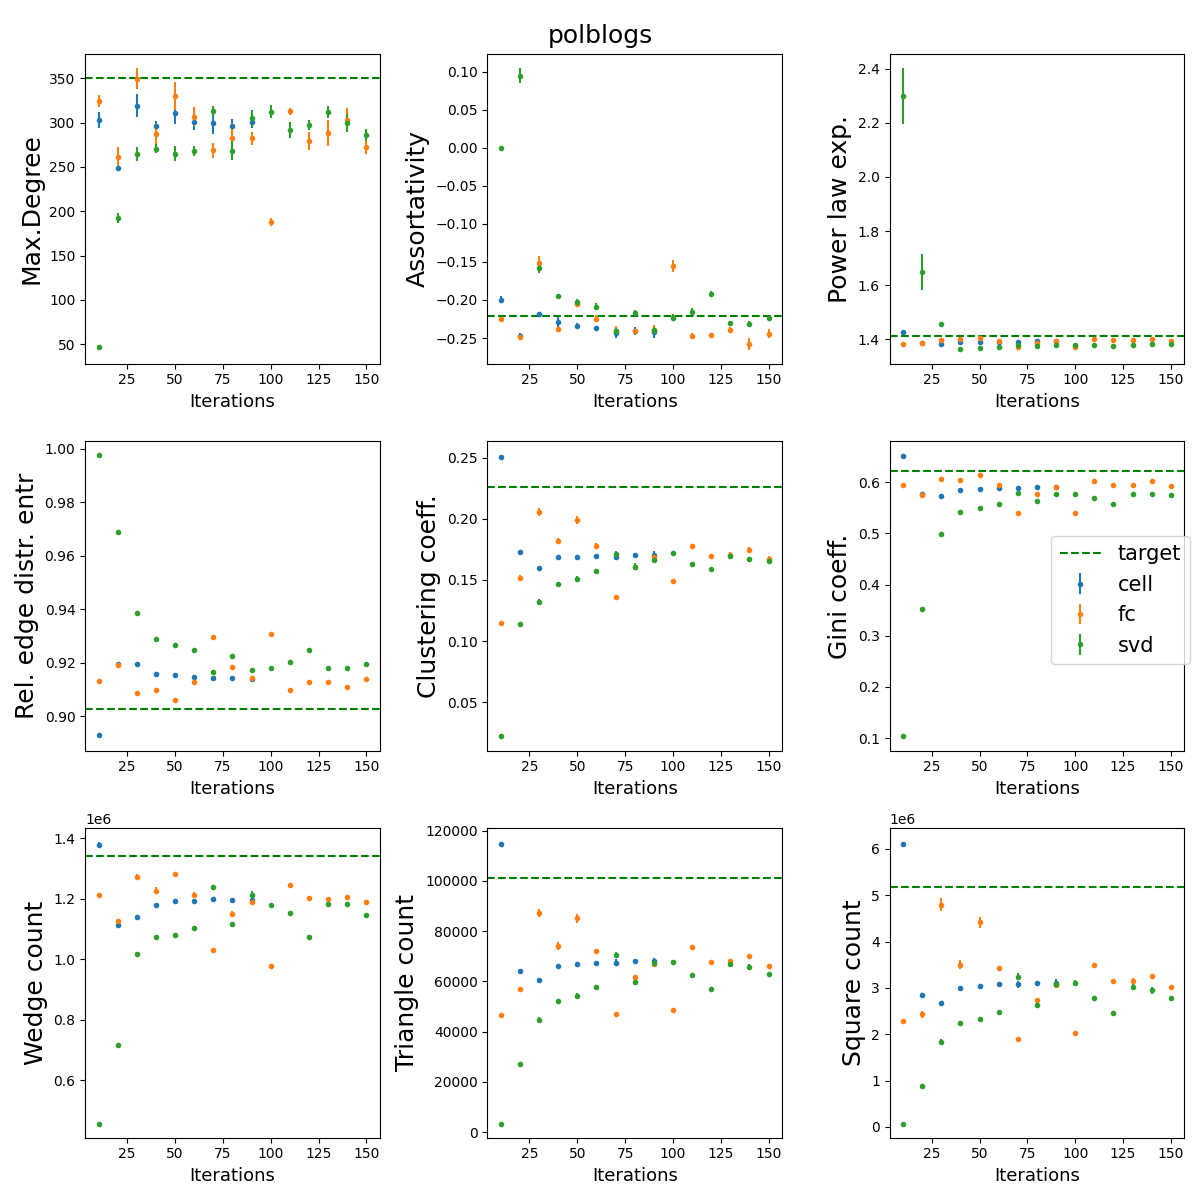 polblogs
Max.Degree
350
300
250
200
150
100
50
25 50 75 100 125 150
Iterations
Assortativity
0.10
0.05
0.00
−0.05
−0.10
−0.15
−0.20
−0.25
25 50 75 100 125 150
Iterations
Power law exp.
2.4
2.2
2.0
1.8
1.6
1.4
25 50 75 100 125 150
Iterations
Rel. edge distr. entr
1.00
0.98
0.96
0.94
0.92
0.90
25 50 75 100 125 150
Iterations
Clustering coeff.
0.25
0.20
0.15
0.10
0.05
25 50 75 100 125 150
Iterations
Gini coeff.
0.6
0.5
0.4
0.3
0.2
0.1
25 50 75 100 125 150
Iterations
target
cell
fc
svd
Wedge count
1e6
1.4
1.2
1.0
0.8
0.6
25 50 75 100 125 150
Iterations
Triangle count
120000
100000
80000
60000
40000
20000
0
25 50 75 100 125 150
Iterations
Square count
1e6
6
5
4
3
2
1
0
25 50 75 100 125 150
Iterations